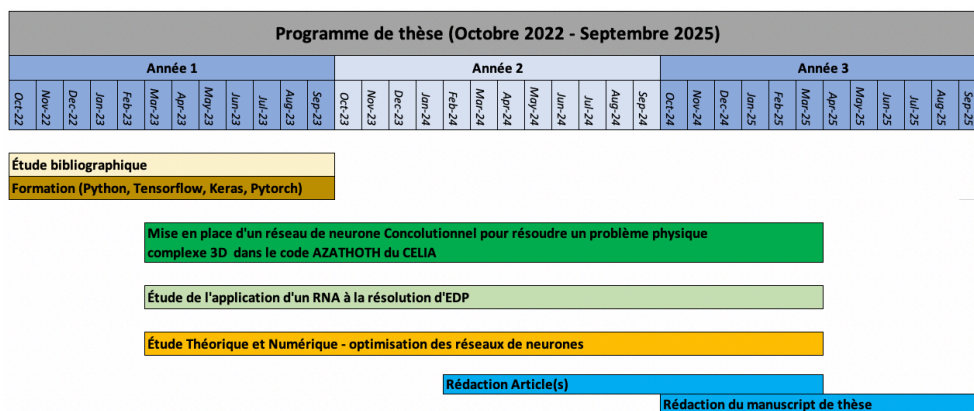 Programme de thèse (Octobre 2022 - Septembre 2025)
Année 1 Année 2 Année 3
Oct-22 Nov-22 Dec-22 Jan-23 Feb-23 Mar-23 Apr-23 May-23 Jun-23 Jul-23 Aug-23 Sep-23 Oct-23 Nov-23 Dec-23 Jan-24 Feb-24 Mar-24 Apr-24 May-24 Jun-24 Jul-24 Aug-24 Sep-24 Oct-24 Nov-24 Dec-24 Jan-25 Feb-25 Mar-25 Apr-25 May-25 Jun-25 Jul-25 Aug-25 Sep-25
Étude bibliographique
Formation (Python, Tensorflow, Keras, Pytorch)
Mise en place d'un réseau de neurone Concolutionnel pour résoudre un problème physique
complexe 3D dans le code AZATHOTH du CELIA
Étude de l'application d'un RNA à la résolution d'EDP
Étude Théorique et Numérique - optimisation des réseaux de neurones
Rédaction Article(s)
Rédaction du manuscript de thèse